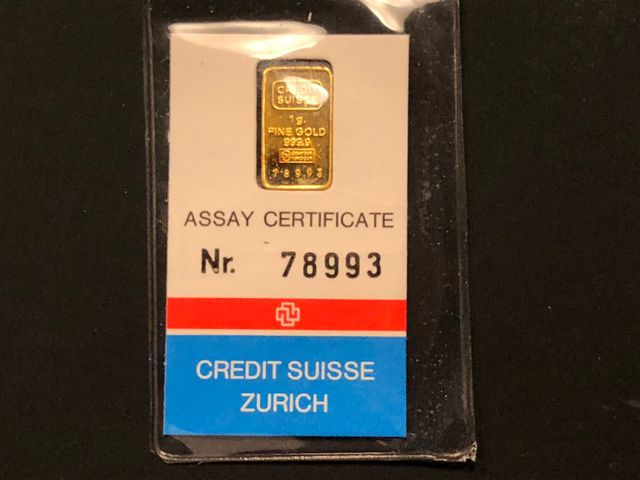 CREDIT
SUISSE
1g.
FINE GOLD
999.9
78993
ASSAY CERTIFICATE
Nr. 78993
CREDIT SUISSE
ZURICH